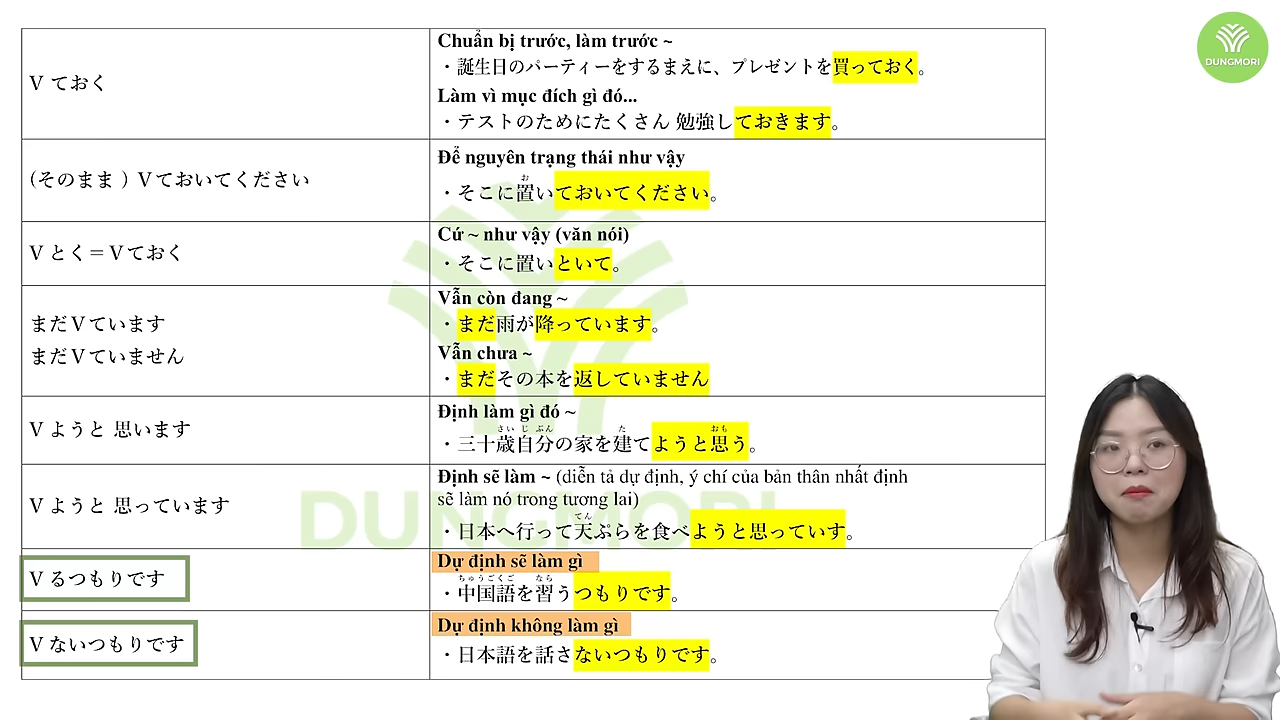 V ておく
Chuẩn bị trước, làm trước ~
・誕生日のパーティーをするまえに、プレゼントを買っておく。
Làm vì mục đích gì đó...
・テストのためにたくさん 勉強しておきます。
(そのまま ) Vておいてください
Để nguyên trạng thái như vậy
お
・そこに置いておいてください。
V とく = Vておく
Cứ ~ như vậy (văn nói)
・そこに置いといて。
まだVています
まだVていません
Vẫn còn đang ~
・まだ雨が降っています。
Vẫn chưa ~
・まだその本を返していません
V ようと 思います
Định làm gì đó ~
さい じ ぶん た おも
・三十歳自分の家を建てようと思う。
V ようと 思っています
Định sẽ làm ~ (diễn tả dự định, ý chí của bản thân nhất định
sẽ làm nó trong tương lai)
てん
・日本へ行って天ぷらを食べようと思っていす。
V るつもりです
Dự định sẽ làm gì
ちゅうごくご なら
・中国語を習うつもりです。
V ないつもりです
Dự định không làm gì
・日本語を話さないつもりです。
DUNGMORI
DUNGMORI